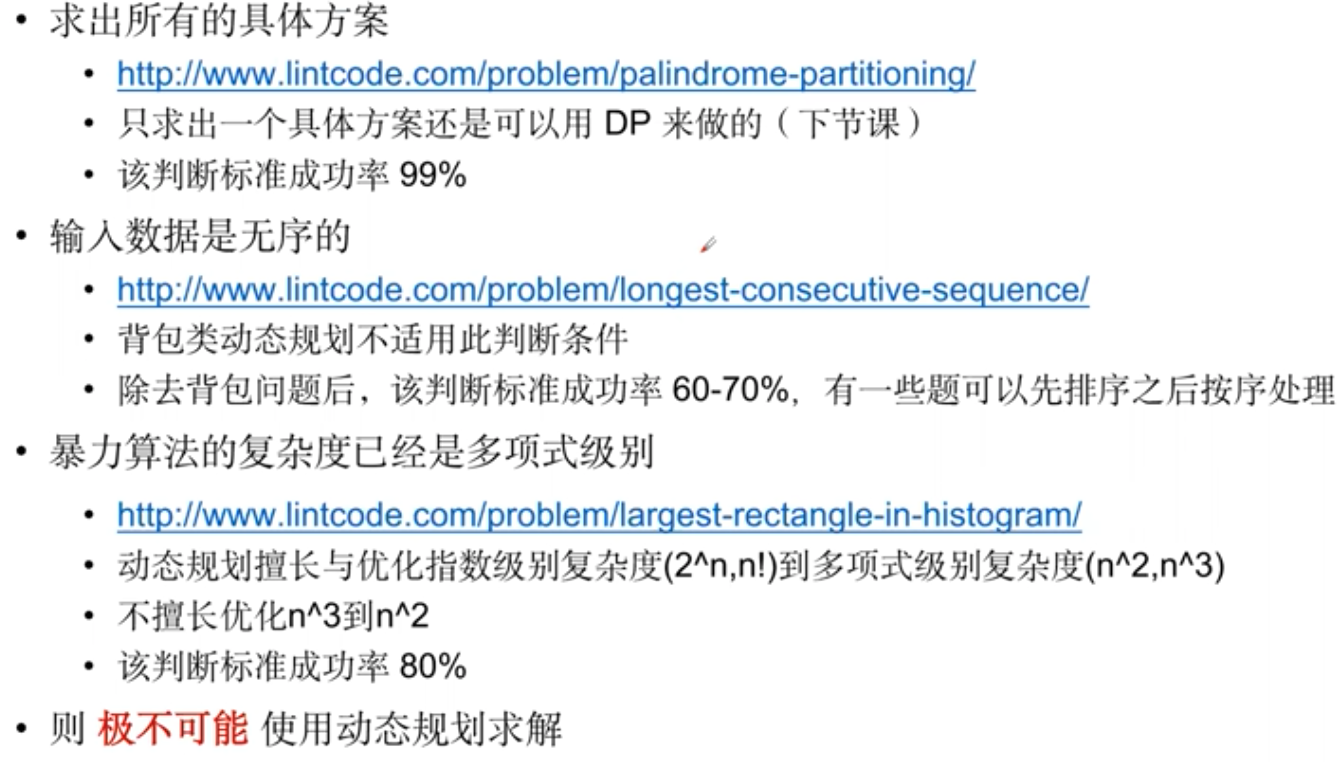 • 求出所有的具体方案
• http://www.lintcode.com/problem/palindrome-partitioning/
• 只求出一个具体方案还是可以用 DP 来做的（下节课）
• 该判断标准成功率 99%
• 输入数据是无序的
• http://www.lintcode.com/problem/longest-consecutive-sequence/
• 背包类动态规划不适用此判断条件
• 除去背包问题后，该判断标准成功率 60-70%，有一些题可以先排序之后按序处理
• 暴力算法的复杂度已经是多项式级别
• http://www.lintcode.com/problem/largest-rectangle-in-histogram/
• 动态规划擅长与优化指数级别复杂度(2^n,n!)到多项式级别复杂度(n^2,n^3)
• 不擅长优化n^3到n^2
• 该判断标准成功率 80%
• 则 极不可能 使用动态规划求解